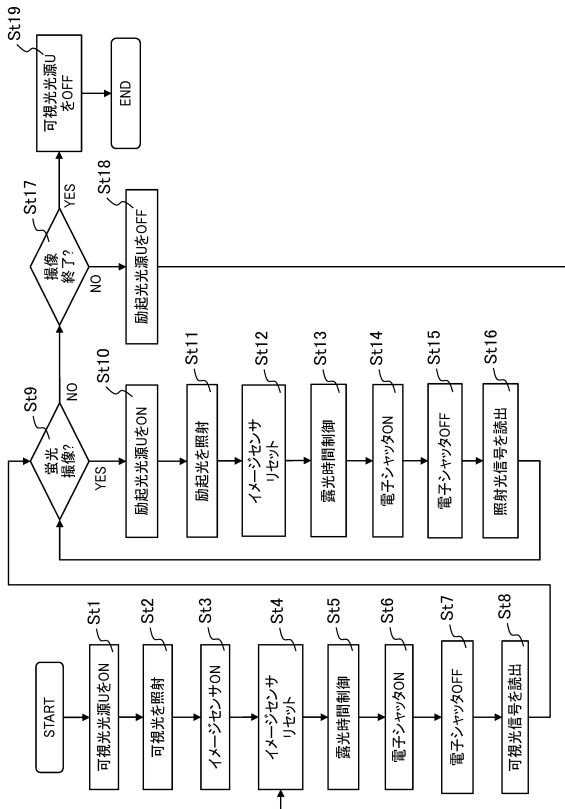 START
St1
可視光光源UをON
St2
可視光を照射
St3
イメージセンサON
St4
イメージセンサ
リセット
St5
露光時間制御
St6
電子シャッタON
St7
電子シャッタOFF
St8
可視光信号を読出
St9
蛍光
撮像?
NO
YES
St10
励起光光源UをON
St11
励起光を照射
St12
イメージセンサ
リセット
St13
露光時間制御
St14
電子シャッタON
St15
電子シャッタOFF
St16
照射光信号を読出
St17
撮像
終了?
YES
NO
St18
励起光光源UをOFF
St19
可視光光源U
をOFF
END